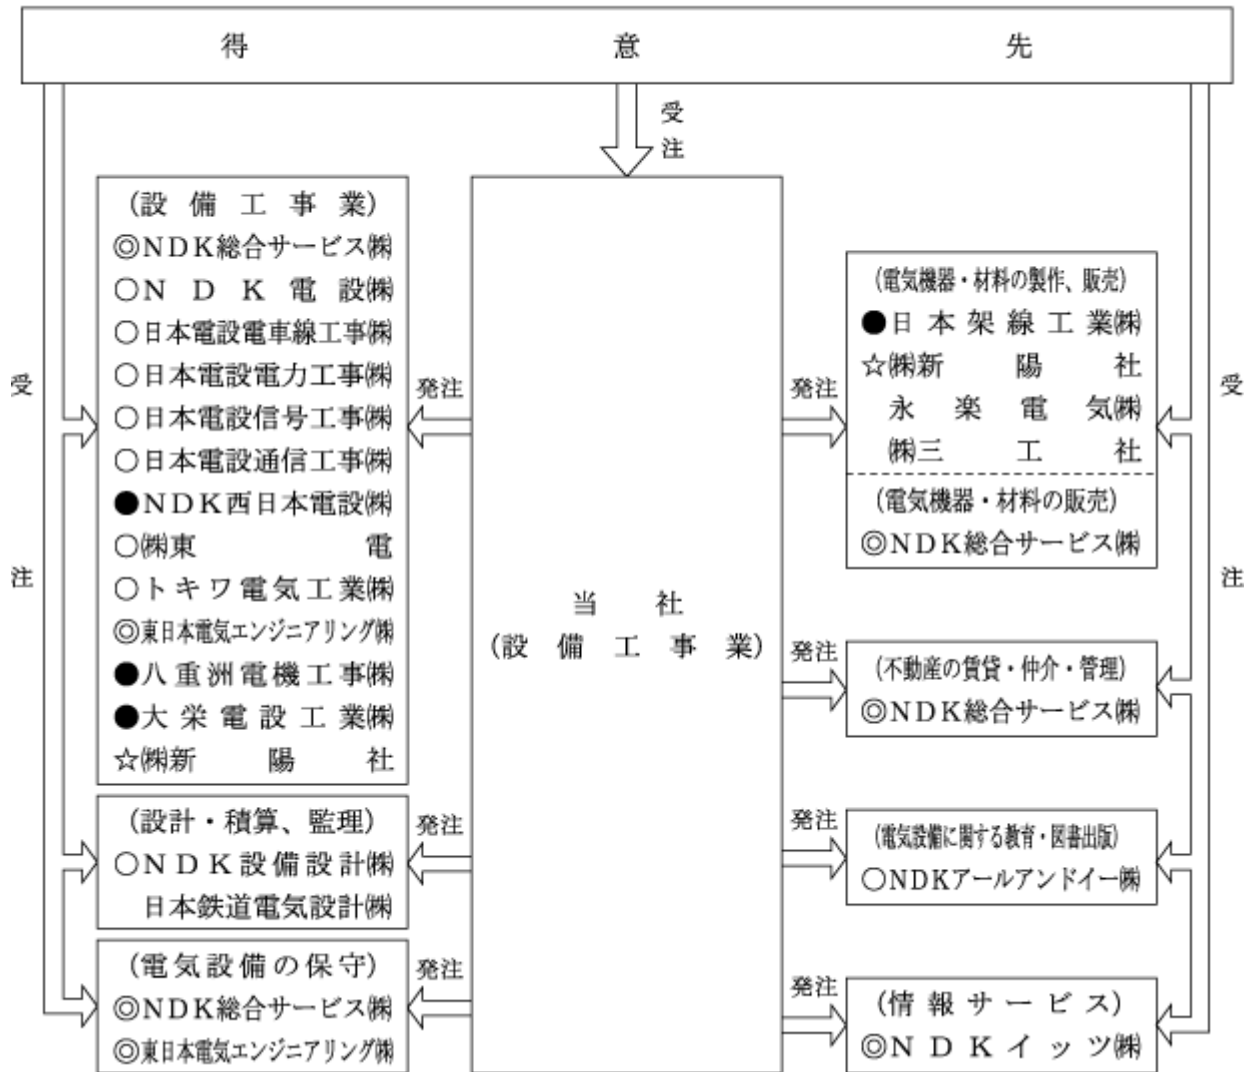 得意先
受注
受注
(設備工事業)
◎NDK総合サービス㈱
○NDK電設㈱
○日本電設電車線工事㈱
○日本電設電力工事㈱
○日本電設信号工事㈱
○日本電設通信工事㈱
●NDK西日本電設㈱
○㈱東電
○トキワ電気工業㈱
◎東日本電気エンジニアリング㈱
●八重洲電機工事㈱
●大栄電設工業㈱
☆㈱新陽社
発注
(設計・積算、監理)
○NDK設備設計㈱
日本鉄道電気設計㈱
発注
(電気設備の保守)
◎NDK総合サービス㈱
◎東日本電気エンジニアリング㈱
発注
当社
(設備工事業)
発注
(電気機器・材料の製作、販売)
●日本架線工業㈱
☆㈱新陽社
永楽電気㈱
㈱三工社
(電気機器・材料の販売)
◎NDK総合サービス㈱
発注
(不動産の賃貸・仲介・管理)
◎NDK総合サービス㈱
発注
(電気設備に関する教育・図書出版)
○NDKアールアンドイー㈱
発注
(情報サービス)
◎NDKイッツ㈱
受注